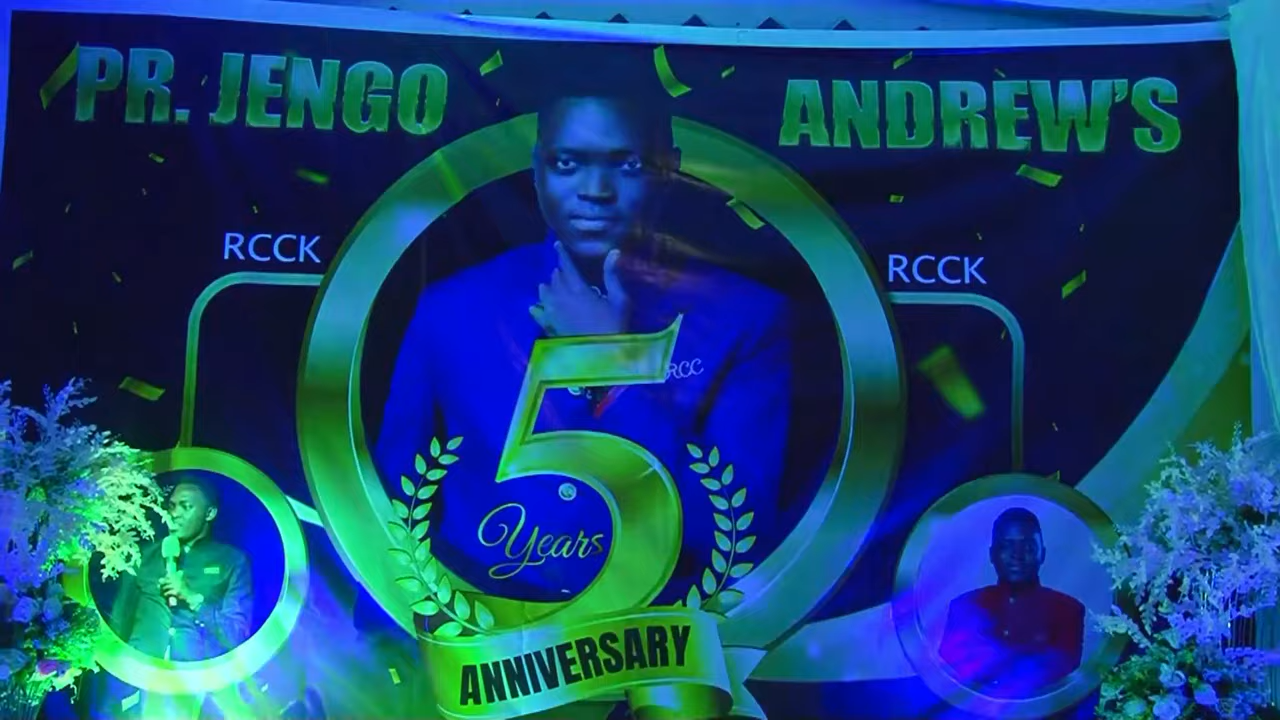 PR. JENGO
ANDREW'S
RCCK
RCCK
RCC
5
Years
ANNIVERSARY